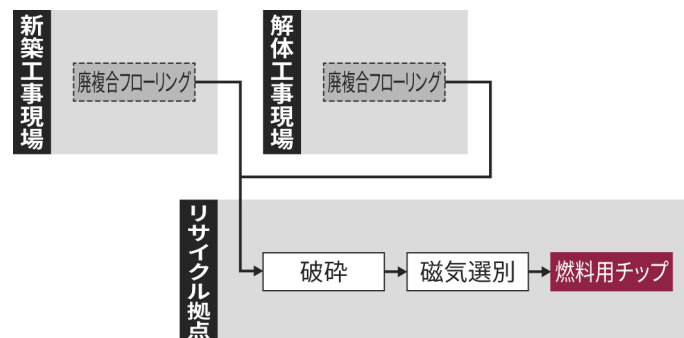 新築工事現場
廃複合フローリング
解体工事現場
廃複合フローリング
リサイクル拠点
破砕
磁気選別
燃料用チップ